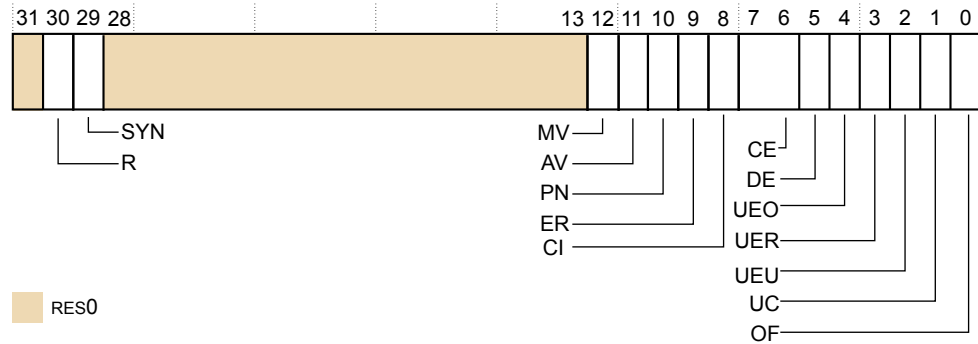 31 30 29 28 13 12 11 10 9 8 7 6 5 4 3 2 1 0
SYN
R
MV
AV
PN
ER
CI
CE
DE
UEO
UER
UEU
UC
OF
RES0